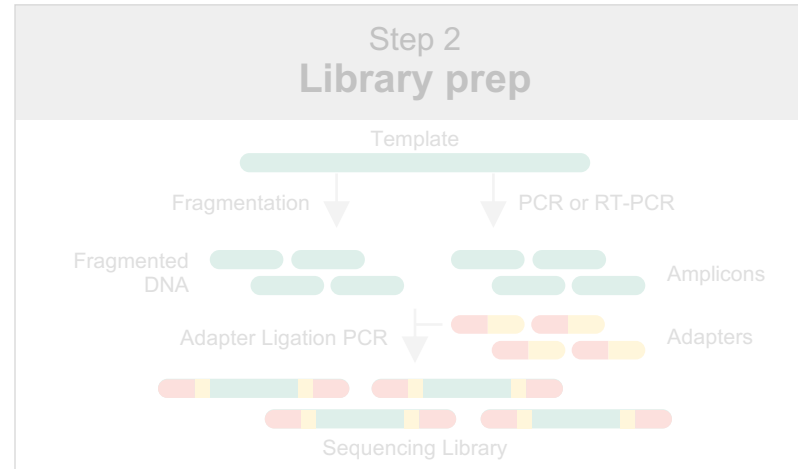 Step 2
Library prep
Template
Fragmentation
PCR or RT-PCR
Fragmented
DNA
Amplicons
Adapter Ligation PCR
Adapters
Sequencing Library